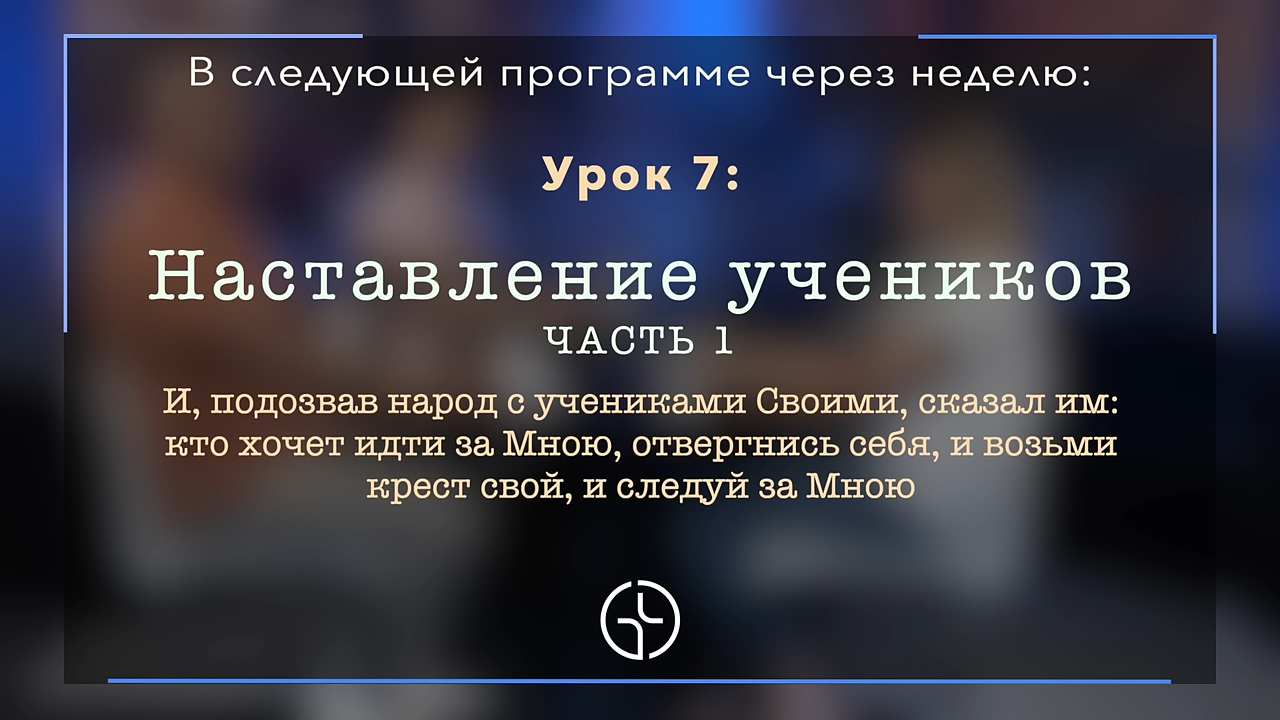 В следующей программе через неделю:
Урок 7:
Наставление учеников
ЧАСТЬ 1
И, подозвав народ с учениками Своими, сказал им:
кто хочет идти за Мною, отвергнись себя, и возьми
крест свой, и следуй за Мною